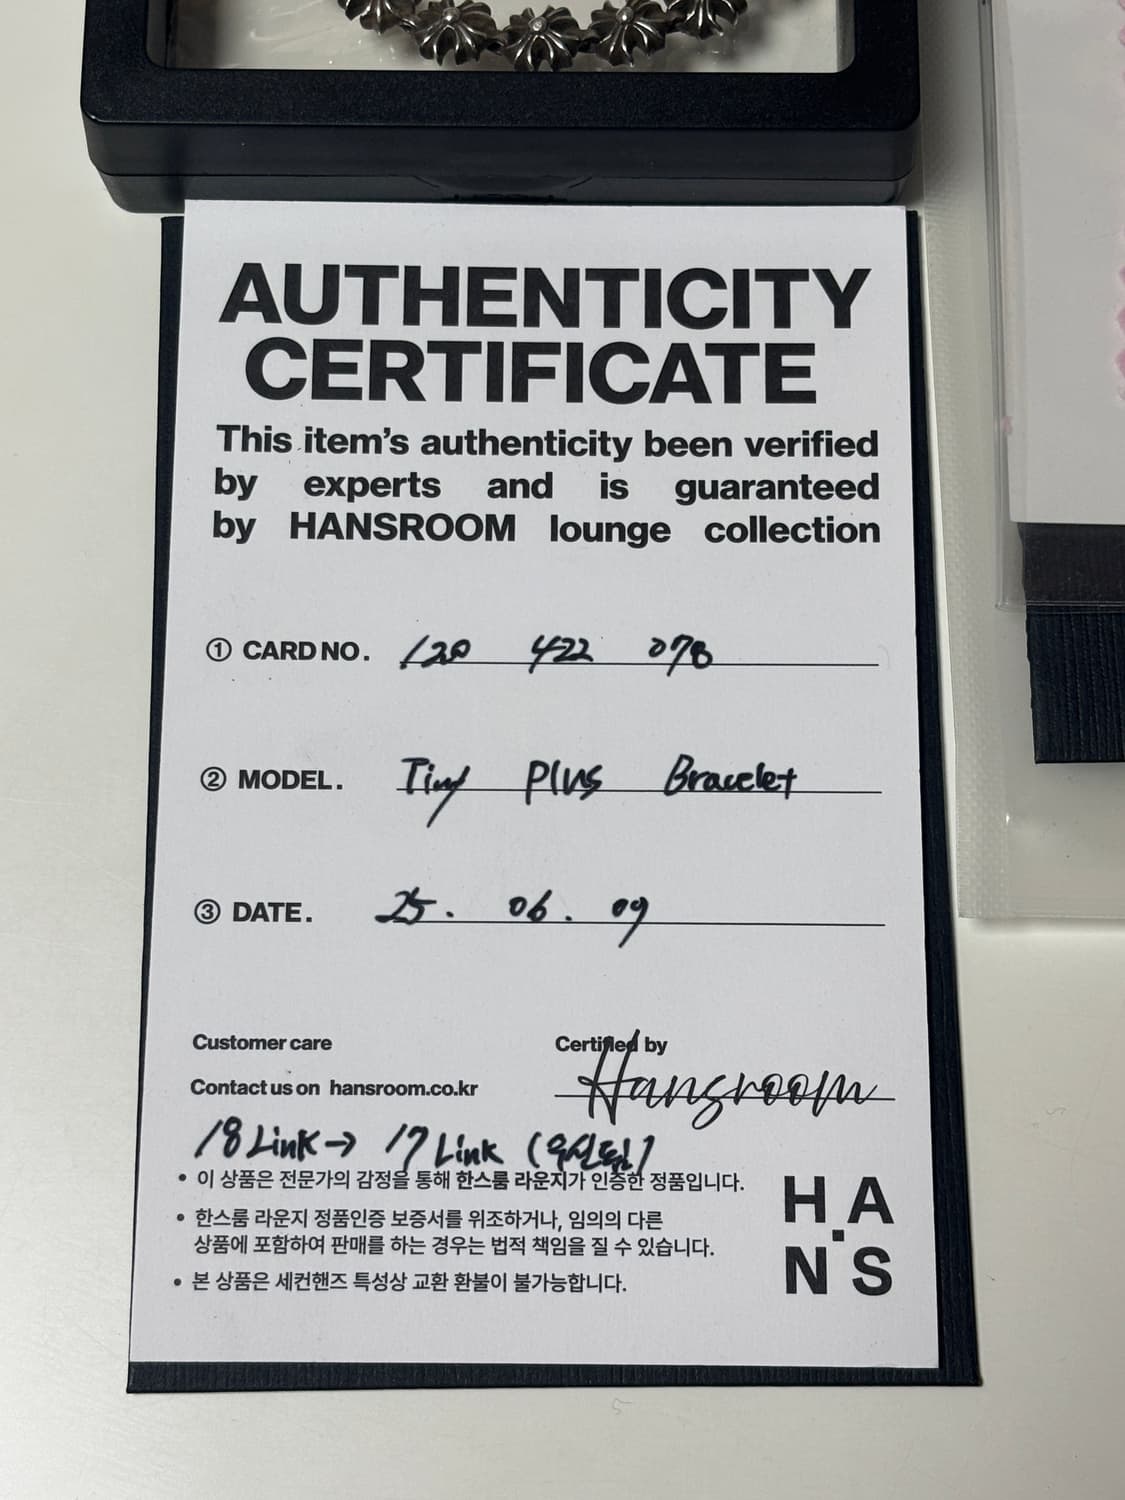 AUTHENTICITY
CERTIFICATE
This item's authenticity been verified
by experts and is guaranteed
by HANSROOM lounge collection
① CARD NO. 120 422 078
② MODEL. Tiny Plus Bracelet
③ DATE. 25. 06. 09
Customer care
Certified by
Contact us on hansroom.co.kr
Hansroom
18 Link → 17 Link (
• 이 상품은 전문가의 감정을 통해 한스룸 라운지가 인증한 정품입니다.
• 한스룸 라운지 정품인증 보증서를 위조하거나, 임의의 다른
상품에 포함하여 판매를 하는 경우는 법적 책임을 질 수 있습니다.
• 본 상품은 세컨핸즈 특성상 교환 환불이 불가능합니다.
H.A
N S